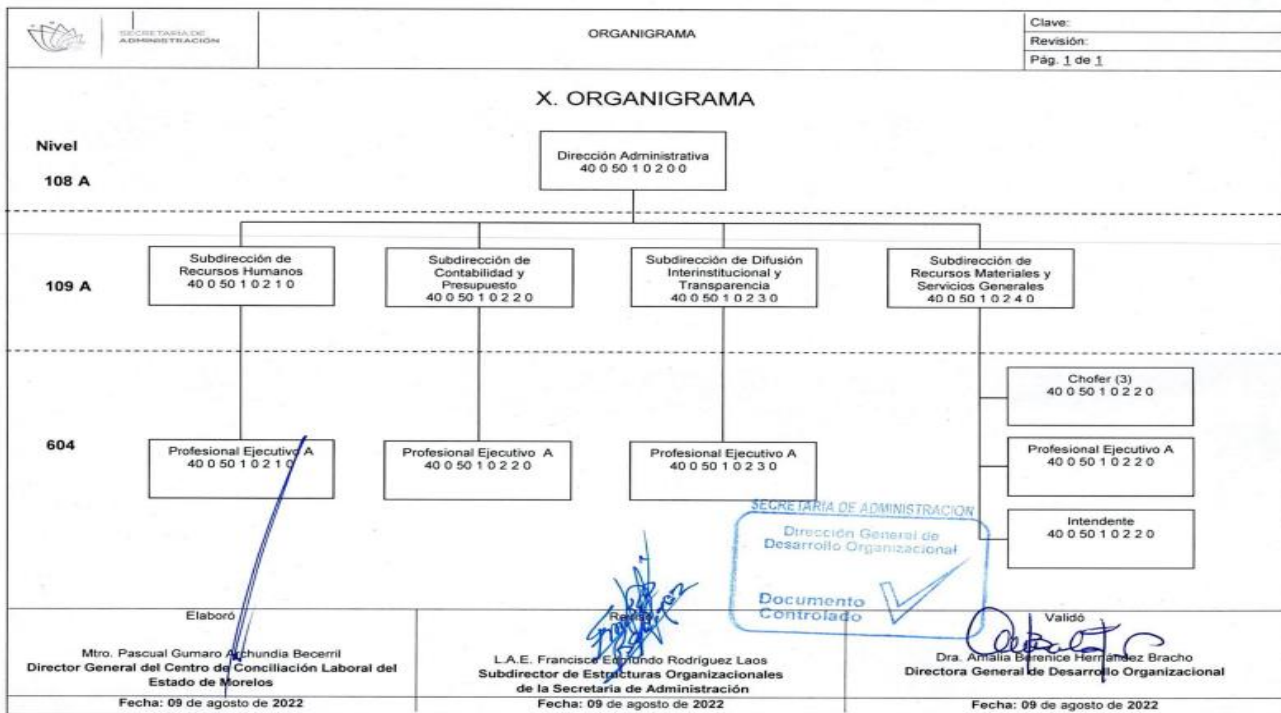 SECRETARÍA DE
ADMINISTRACIÓN
ORGANIGRAMA
Clave:
Revisión:
Pág. 1 de 1
X. ORGANIGRAMA
Nivel
108 A
Dirección Administrativa
40 0 50 1 0 2 0 0
109 A
Subdirección de
Recursos Humanos
40 0 50 1 0 2 1 0
Subdirección de
Contabilidad y
Presupuesto
40 0 50 1 0 2 2 0
Subdirección de Difusión
Interinstitucional y
Transparencia
40 0 50 1 0 2 3 0
Subdirección de
Recursos Materiales y
Servicios Generales
40 0 50 1 0 2 4 0
604
Profesional Ejecutivo A
40 0 50 1 0 2 1 0
Profesional Ejecutivo A
40 0 50 1 0 2 2 0
Profesional Ejecutivo A
40 0 50 1 0 2 3 0
Chofer (3)
40 0 50 1 0 2 2 0
Profesional Ejecutivo A
40 0 50 1 0 2 2 0
Intendente
40 0 50 1 0 2 2 0
SECRETARIA DE ADMINISTRACION
Dirección General de
Desarrollo Organizacional
Documento
Controlado
Elaboró
Mtro. Pascual Gumaro Archundia Becerril
Director General del Centro de Conciliación Laboral del
Estado de Morelos
Fecha: 09 de agosto de 2022
Revisó
L.A.E. Francisco Edmundo Rodríguez Laos
Subdirector de Estructuras Organizacionales
de la Secretaria de Administración
Fecha: 09 de agosto de 2022
Validó
Dra. Amalia Berenice Hernández Bracho
Directora General de Desarrollo Organizacional
Fecha: 09 de agosto de 2022